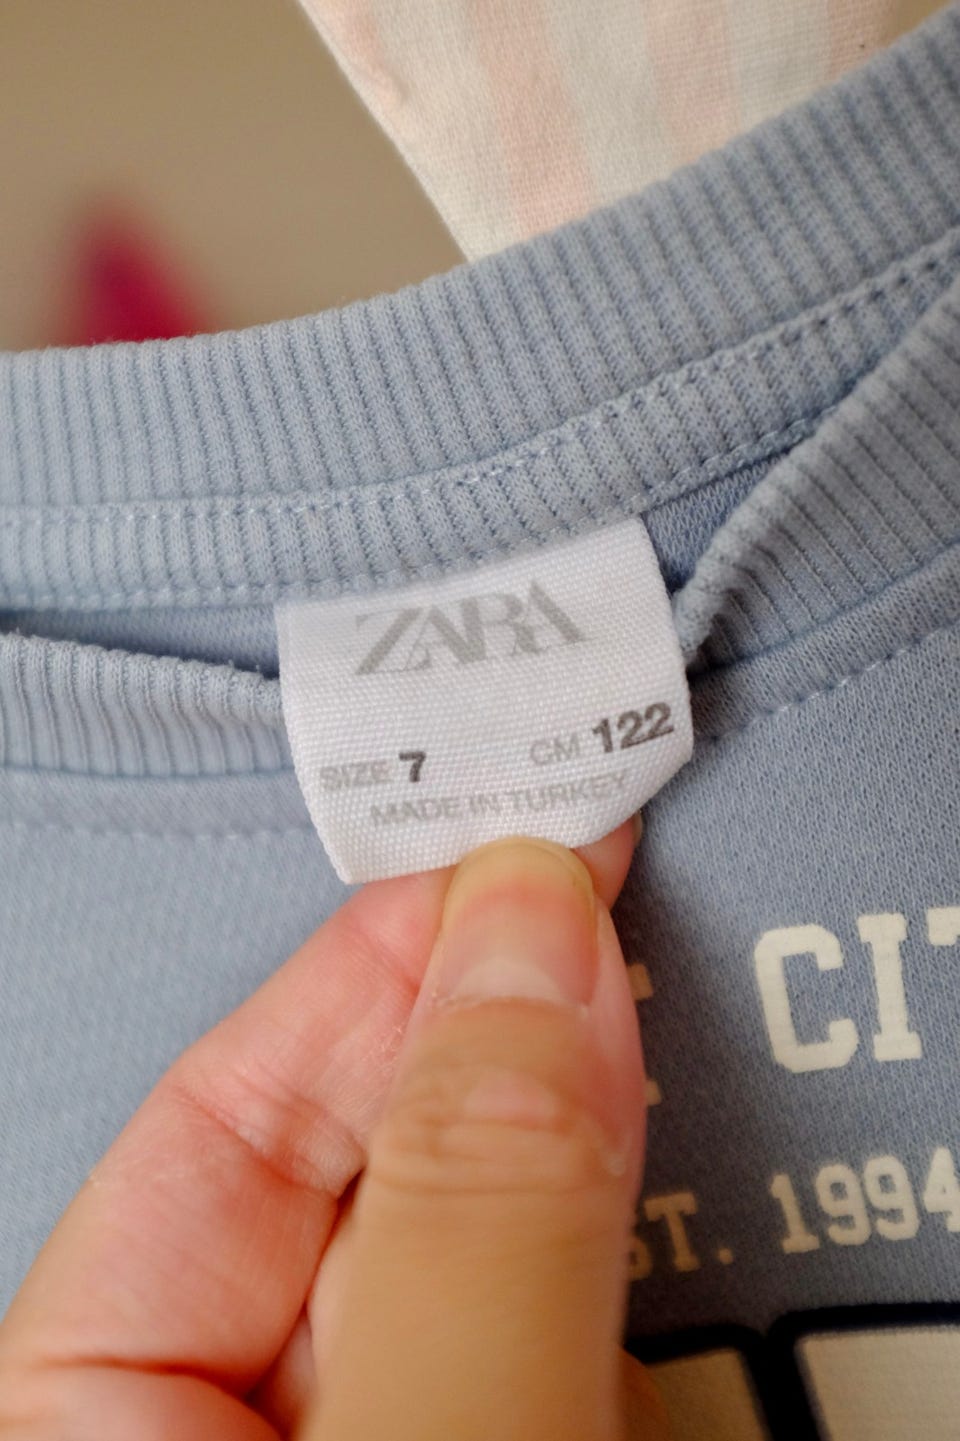 ZARA
SIZE 7 CM 122
MADE IN TURKEY
CIT
ST. 1994